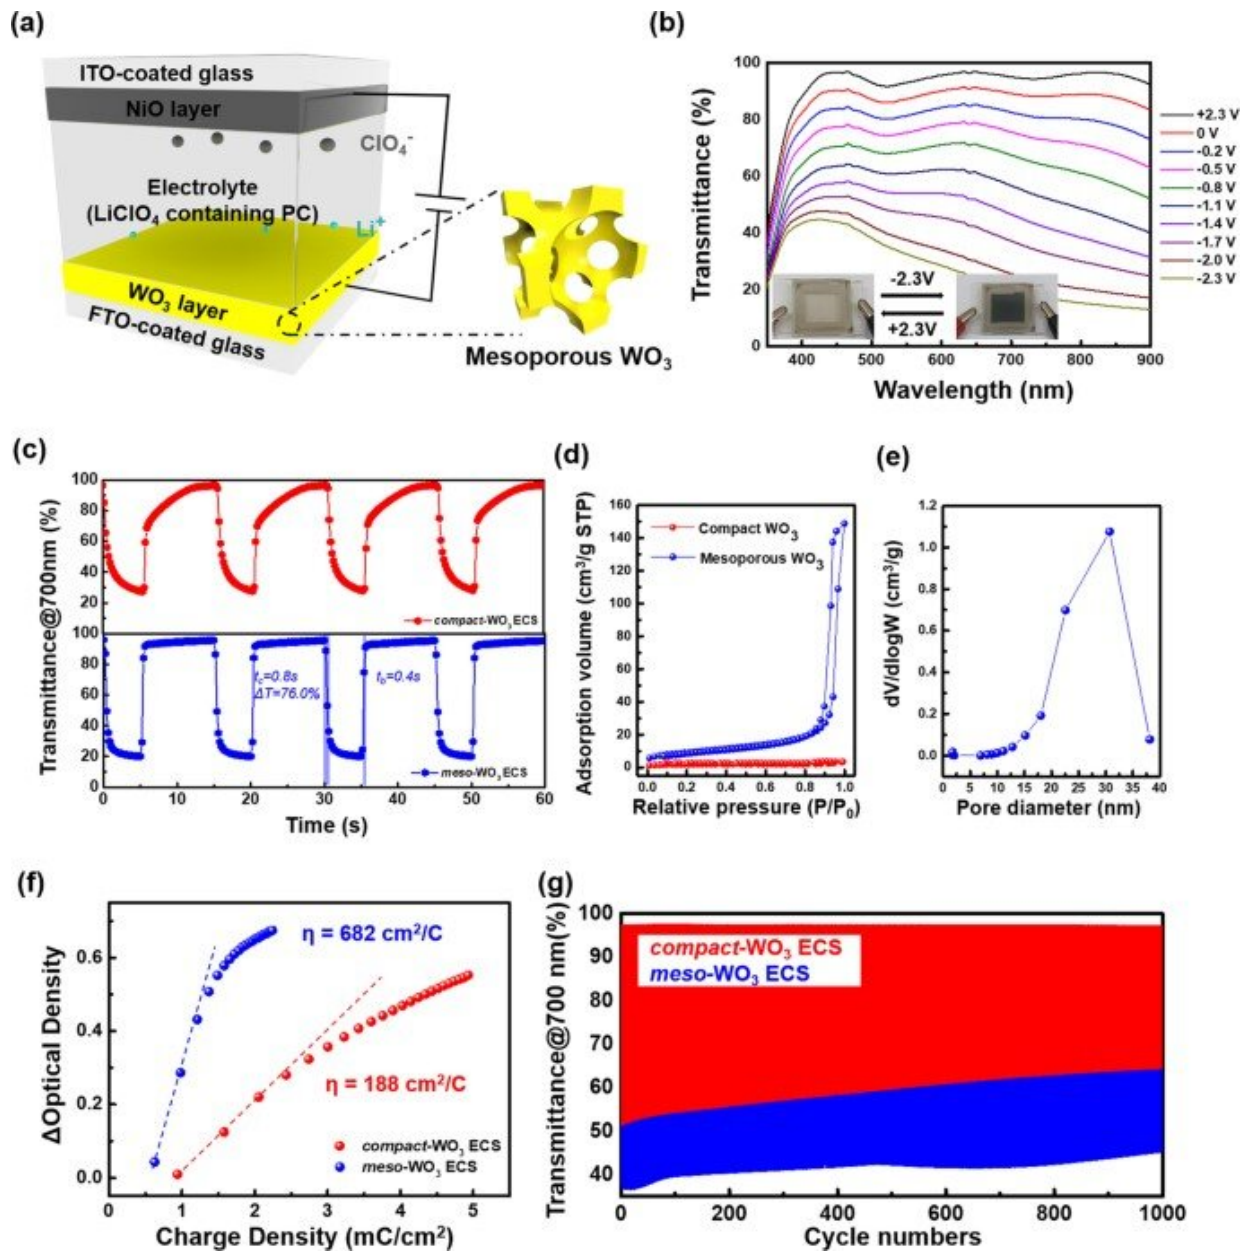 (a)
ITO-coated glass
NiO layer
ClO₄⁻
Electrolyte
(LiClO₄ containing PC)
Li⁺
WO₃ layer
FTO-coated glass
Mesoporous WO₃
(b)
Transmittance (%)
100
80
60
40
20
0
400 500 600 700 800 900
Wavelength (nm)
+2.3 V
0 V
-0.2 V
-0.5 V
-0.8 V
-1.1 V
-1.4 V
-1.7 V
-2.0 V
-2.3 V
-2.3V
+2.3V
(c)
Transmittance@700nm (%)
100
80
60
40
20
compact-WO₃ ECS
100
80
60
40
20
0
t_c=0.8s
ΔT=76.0%
t_b=0.4s
meso-WO₃ ECS
0 10 20 30 40 50 60
Time (s)
(d)
Adsorption volume (cm³/g STP)
160
140
120
100
80
60
40
20
0
Compact WO₃
Mesoporous WO₃
0.0 0.2 0.4 0.6 0.8 1.0
Relative pressure (P/P₀)
(e)
dV/dlogW (cm³/g)
1.2
1.0
0.8
0.6
0.4
0.2
0.0
0 5 10 15 20 25 30 35 40
Pore diameter (nm)
(f)
ΔOptical Density
0.6
0.4
0.2
0.0
η = 682 cm²/C
η = 188 cm²/C
compact-WO₃ ECS
meso-WO₃ ECS
0 1 2 3 4 5
Charge Density (mC/cm²)
(g)
Transmittance@700 nm(%)
100
90
80
70
60
50
40
compact-WO₃ ECS
meso-WO₃ ECS
0 200 400 600 800 1000
Cycle numbers